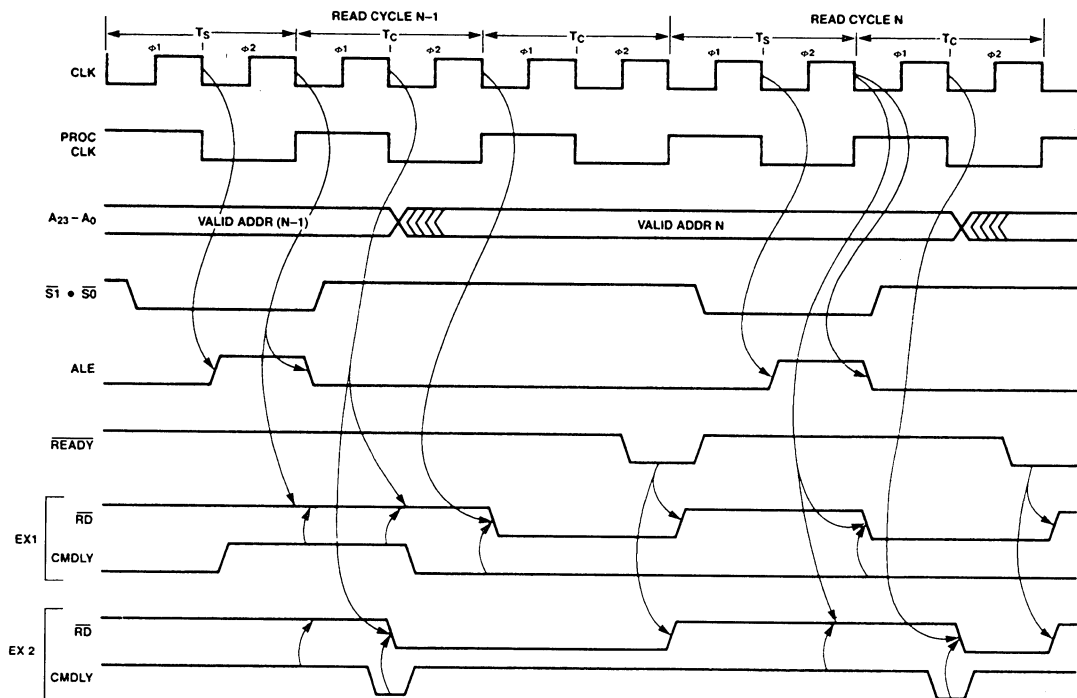 READ CYCLE N–1 READ CYCLE N
TS TC TC TS TC
Φ1 Φ2 Φ1 Φ2 Φ1 Φ2 Φ1 Φ2 Φ1 Φ2
CLK
PROC
CLK
A23 – A0 VALID ADDR (N–1) VALID ADDR N
S1 • S0
ALE
READY
EX1
RD
CMDLY
EX 2
RD
CMDLY